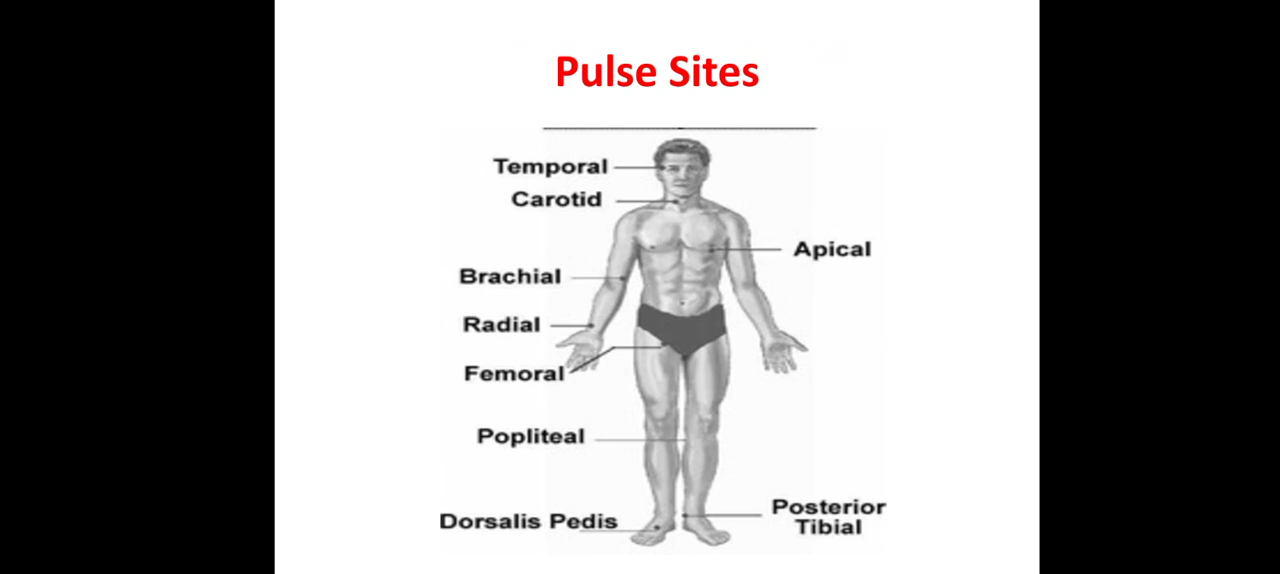 Pulse Sites
Temporal
Carotid
Apical
Brachial
Radial
Femoral
Popliteal
Posterior
Tibial
Dorsalis Pedis